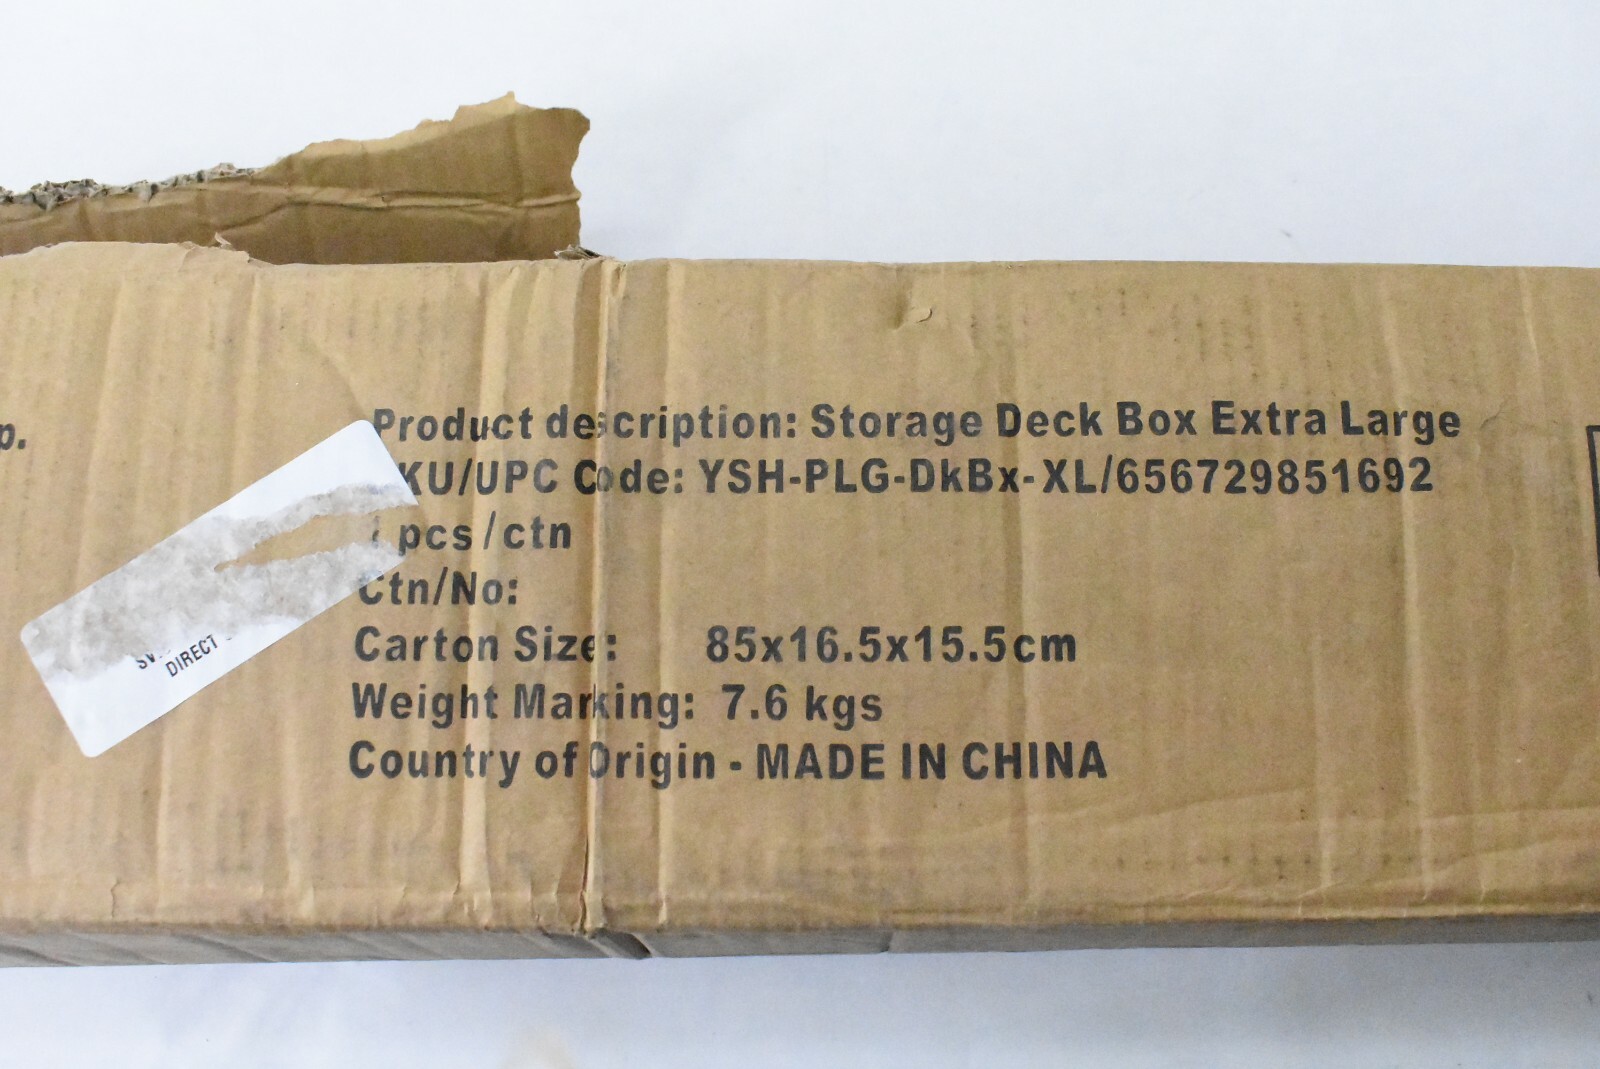 p.
Product description: Storage Deck Box Extra Large
SKU/UPC Code: YSH-PLG-DkBx-XL/656729851692
pcs/ctn
Ctn/No:
Carton Size: 85x16.5x15.5cm
Weight Marking: 7.6 kgs
Country of Origin - MADE IN CHINA
DIRECT